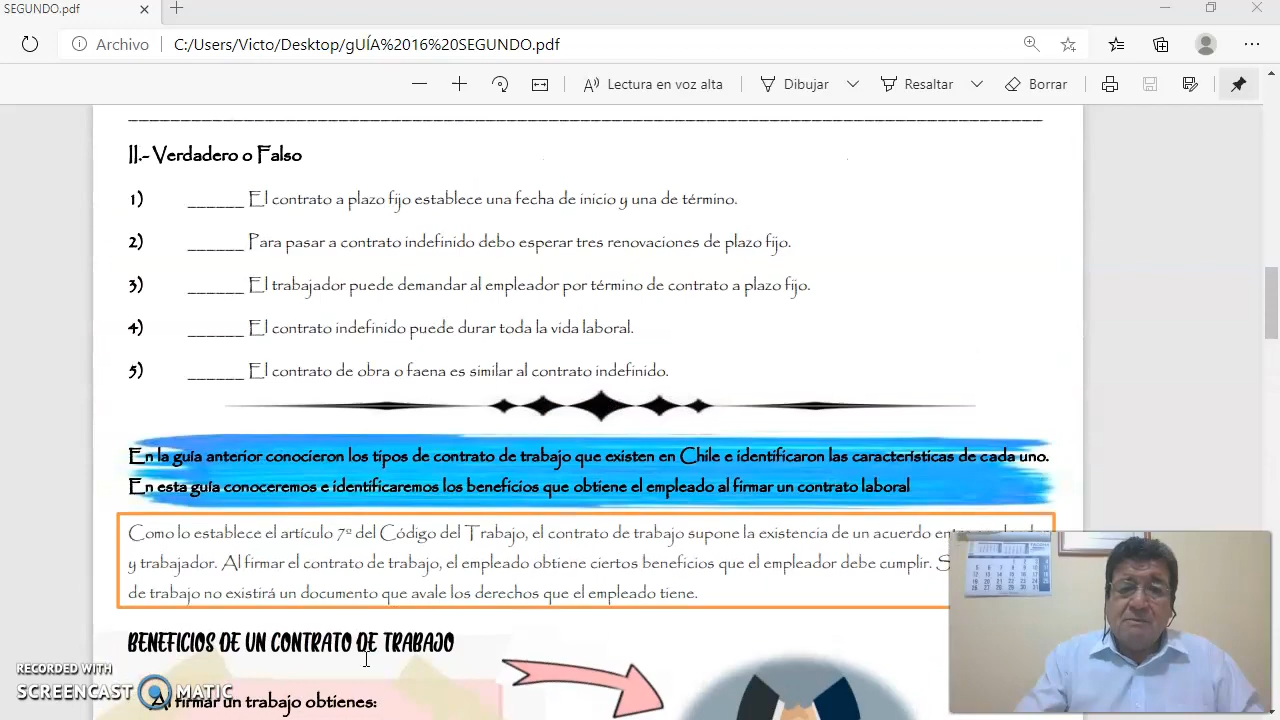 SEGUNDO.pdf
Archivo C:/Users/Victo/Desktop/gUÍA%2016%20SEGUNDO.pdf
Lectura en voz alta Dibujar Resaltar Borrar
II.- Verdadero o Falso
1) ______ El contrato a plazo fijo establece una fecha de inicio y una de término.
2) ______ Para pasar a contrato indefinido debo esperar tres renovaciones de plazo fijo.
3) ______ El trabajador puede demandar al empleador por término de contrato a plazo fijo.
4) ______ El contrato indefinido puede durar toda la vida laboral.
5) ______ El contrato de obra o faena es similar al contrato indefinido.
En la guía anterior conocieron los tipos de contrato de trabajo que existen en Chile e identificaron las características de cada uno.
En esta guía conoceremos e identificaremos los beneficios que obtiene el empleado al firmar un contrato laboral
Como lo establece el artículo 7º del Código del Trabajo, el contrato de trabajo supone la existencia de un acuerdo
y trabajador. Al firmar el contrato de trabajo, el empleado obtiene ciertos beneficios que el empleador debe cumplir.
de trabajo no existirá un documento que avale los derechos que el empleado tiene.
BENEFICIOS DE UN CONTRATO DE TRABAJO
RECORDED WITH
SCREENCAST MATIC
Al firmar un trabajo obtienes: